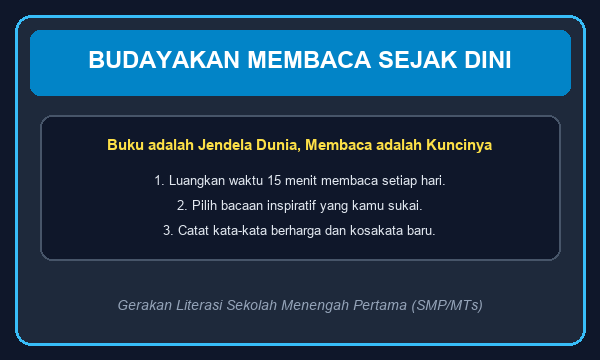 BUDAYAKAN MEMBACA SEJAK DINI
Buku adalah Jendela Dunia, Membaca adalah Kuncinya
1. Luangkan waktu 15 menit membaca setiap hari.
2. Pilih bacaan inspiratif yang kamu sukai.
3. Catat kata-kata berharga dan kosakata baru.
Gerakan Literasi Sekolah Menengah Pertama (SMP/MTs)